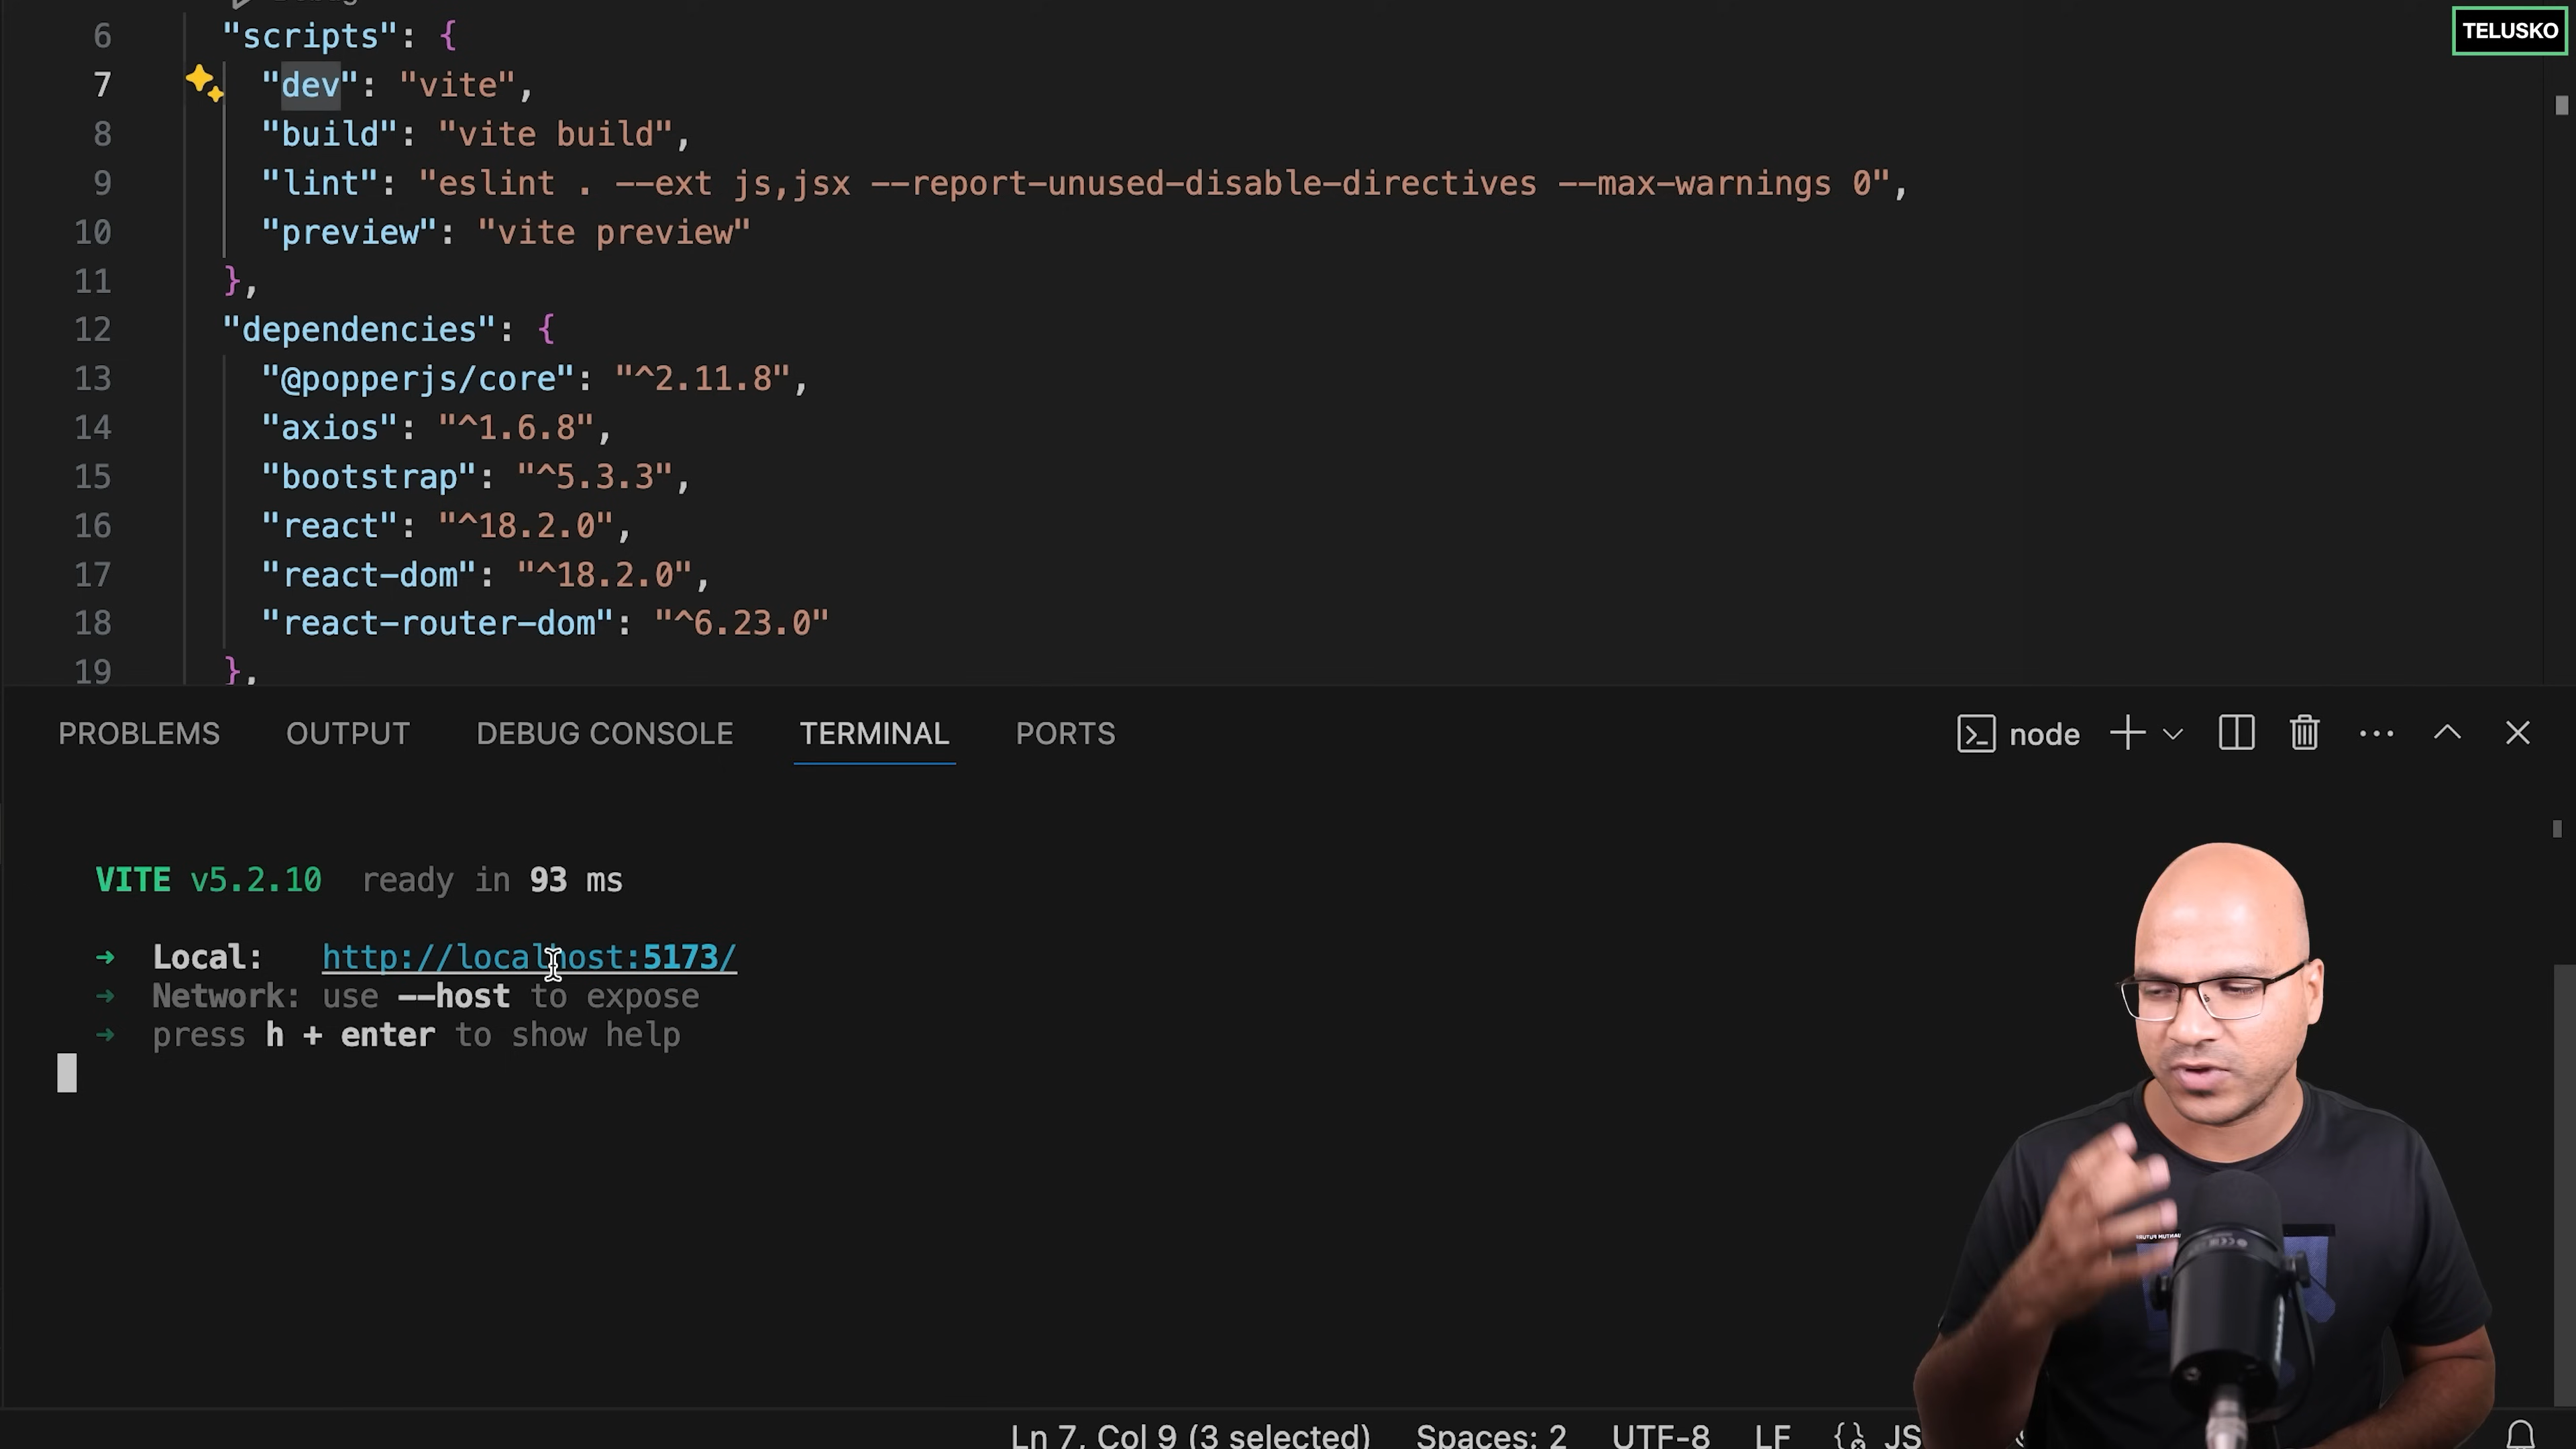 TELUSKO
6 "scripts": {
7 "dev": "vite",
8 "build": "vite build",
9 "lint": "eslint . --ext js,jsx --report-unused-disable-directives --max-warnings 0",
10 "preview": "vite preview"
11 },
12 "dependencies": {
13 "@popperjs/core": "^2.11.8",
14 "axios": "^1.6.8",
15 "bootstrap": "^5.3.3",
16 "react": "^18.2.0",
17 "react-dom": "^18.2.0",
18 "react-router-dom": "^6.23.0"
19 },
PROBLEMS OUTPUT DEBUG CONSOLE TERMINAL PORTS node
VITE v5.2.10 ready in 93 ms
➜ Local: http://localhost:5173/
➜ Network: use --host to expose
➜ press h + enter to show help
Ln 7, Col 9 (3 selected) Spaces: 2 UTF-8 LF